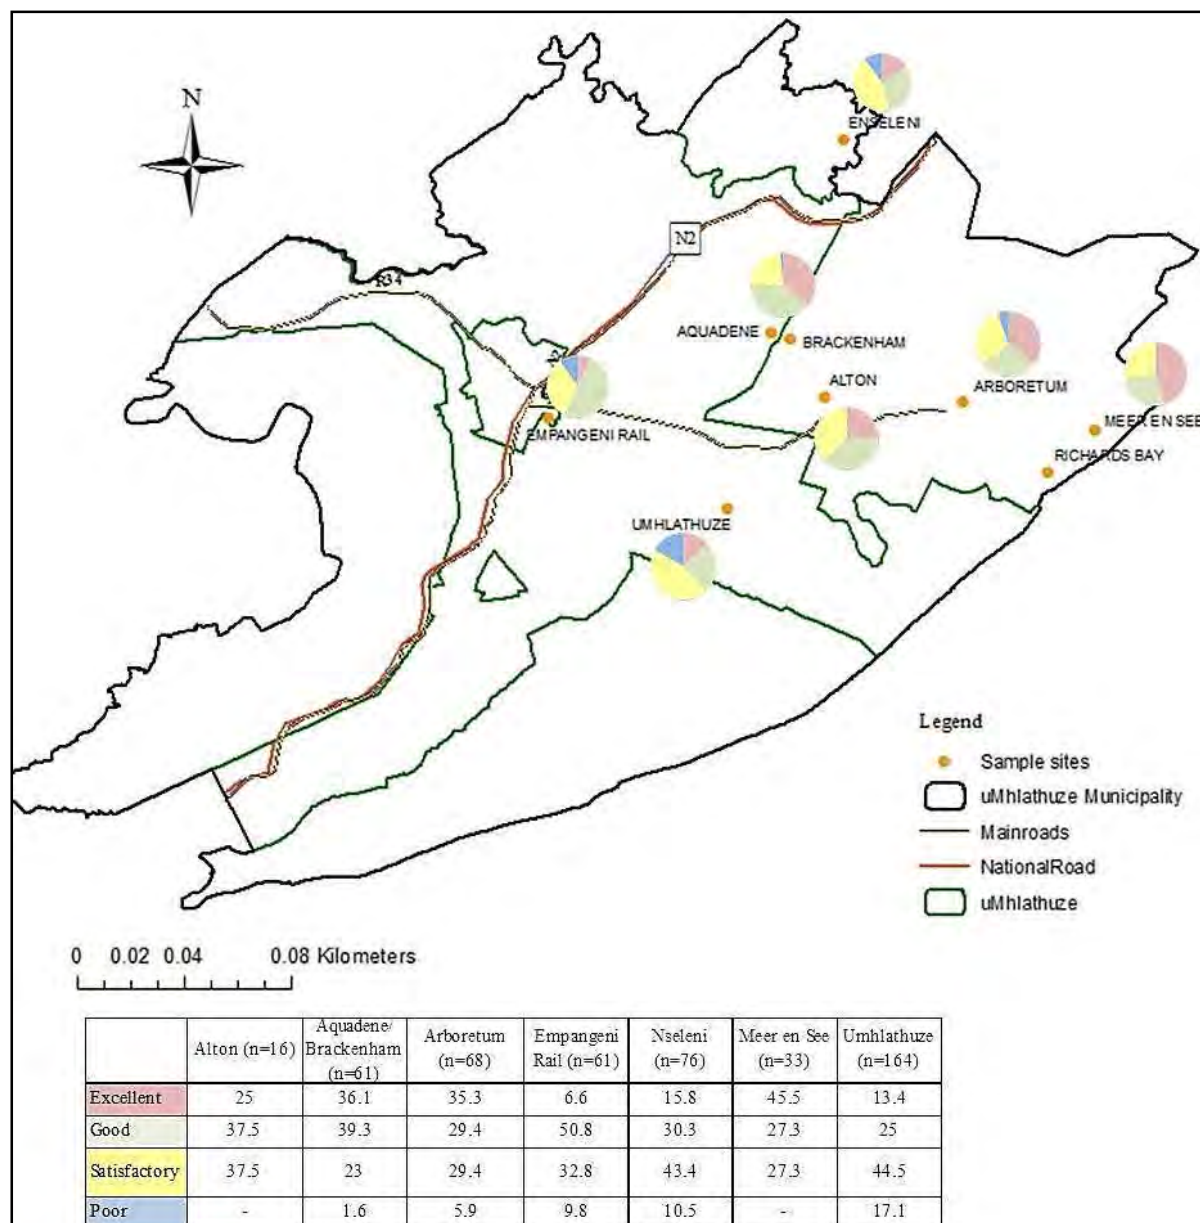 N
ENSELENI
N2
R34
AQUADENE
BRACKENHAM
ALTON
ARBORETUM
MEER EN SEE
EMPANGENI RAIL
RICHARDS BAY
UMHLATHUZE
Legend
Sample sites
uMhlathuze Municipality
Mainroads
NationalRoad
uMhlathuze
0 0.02 0.04 0.08 Kilometers
Alton (n=16) Aquadene/ Brackenham (n=61) Arboretum (n=68) Empangeni Rail (n=61) Nseleni (n=76) Meer en See (n=33) Umhlathuze (n=164)
Excellent 25 36.1 35.3 6.6 15.8 45.5 13.4
Good 37.5 39.3 29.4 50.8 30.3 27.3 25
Satisfactory 37.5 23 29.4 32.8 43.4 27.3 44.5
Poor - 1.6 5.9 9.8 10.5 - 17.1